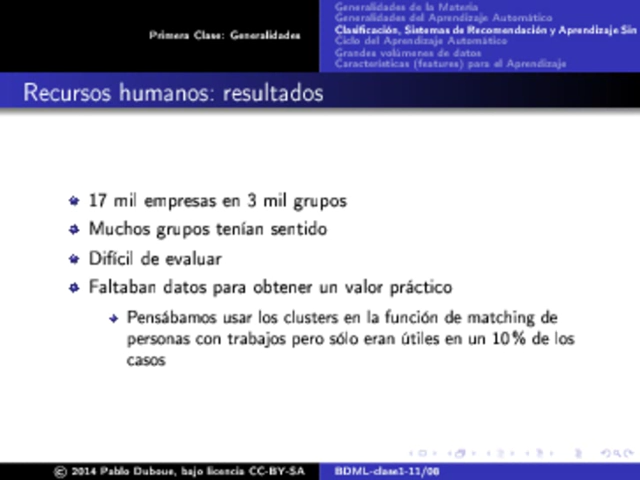 Primera Clase: Generalidades
Generalidades de la Materia
Generalidades del Aprendizaje Automático
Clasificación, Sistemas de Recomendación y Aprendizaje Sin
Ciclo del Aprendizaje Automático
Grandes volúmenes de datos
Características (features) para el Aprendizaje
Recursos humanos: resultados
17 mil empresas en 3 mil grupos
Muchos grupos tenían sentido
Difícil de evaluar
Faltaban datos para obtener un valor práctico
Pensábamos usar los clusters en la función de matching de
personas con trabajos pero sólo eran útiles en un 10% de los
casos
© 2014 Pablo Duboue, bajo licencia CC-BY-SA
BDML-clase1-11/08